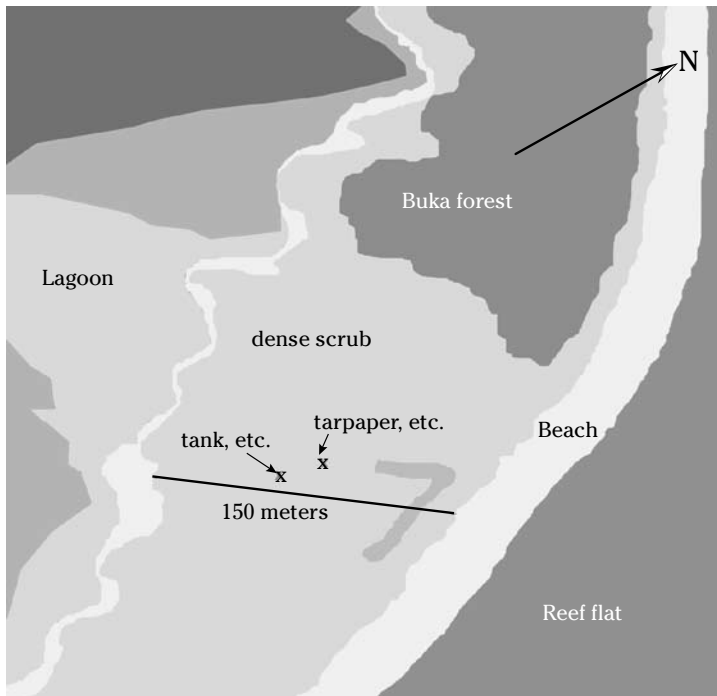 N
Buka forest
Lagoon
dense scrub
tarpaper, etc.
Beach
tank, etc.
x
x
150 meters
Reef flat